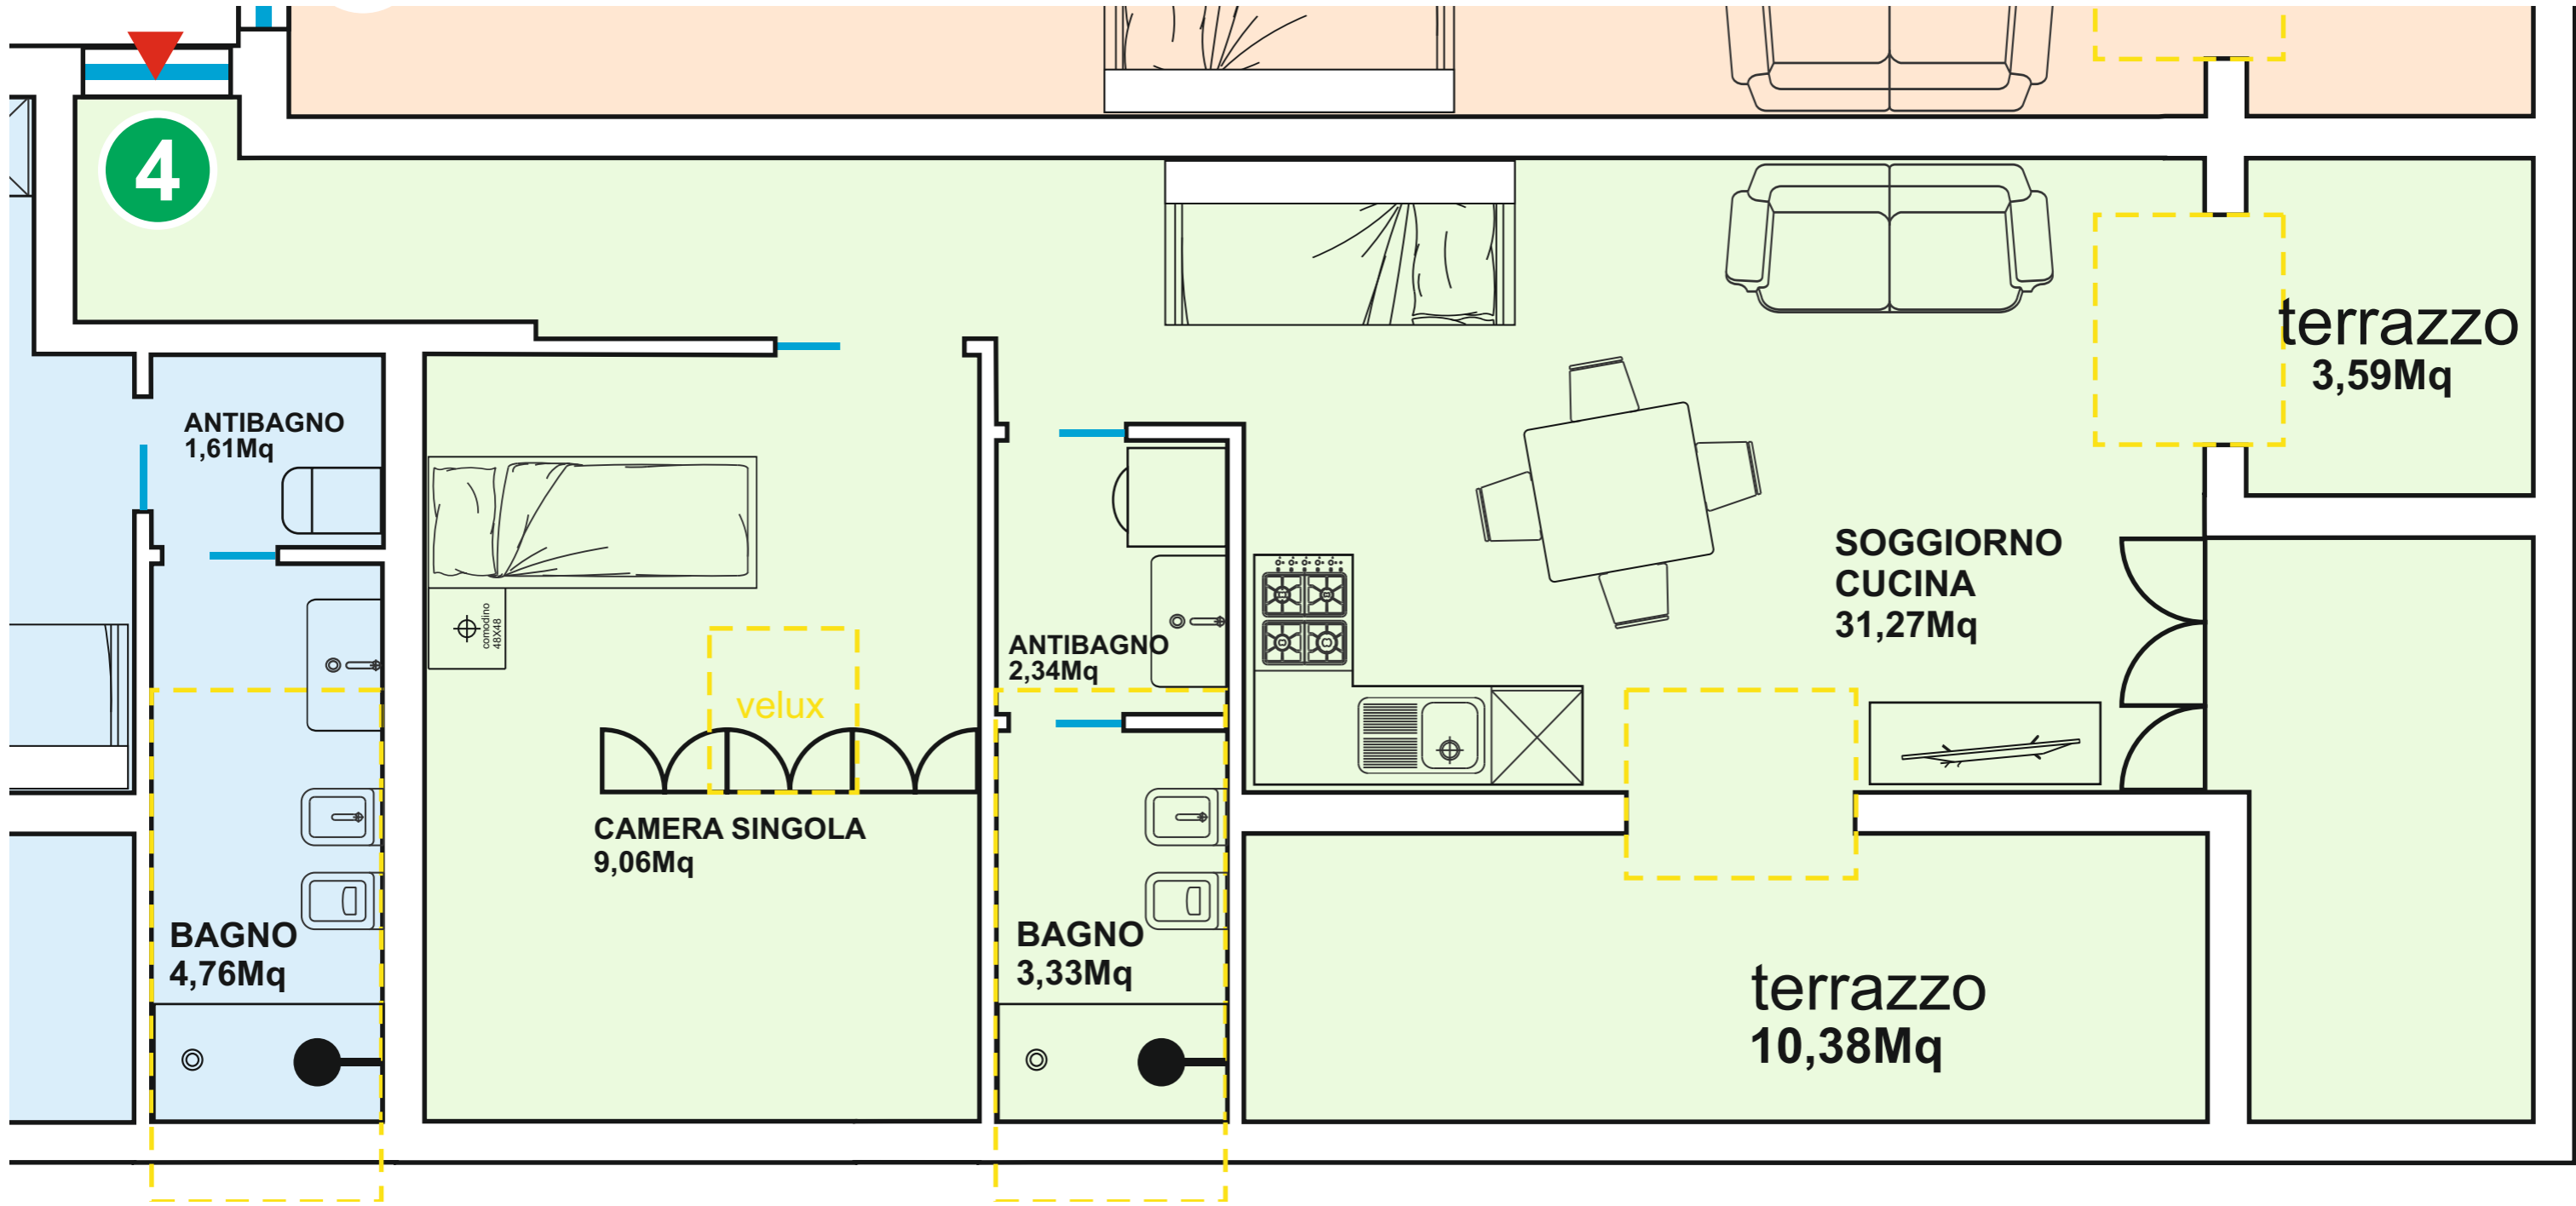 4
terrazzo
3,59Mq
ANTIBAGNO
1,61Mq
SOGGIORNO
CUCINA
31,27Mq
comodino
48X48
ANTIBAGNO
2,34Mq
velux
CAMERA SINGOLA
9,06Mq
BAGNO
4,76Mq
BAGNO
3,33Mq
terrazzo
10,38Mq